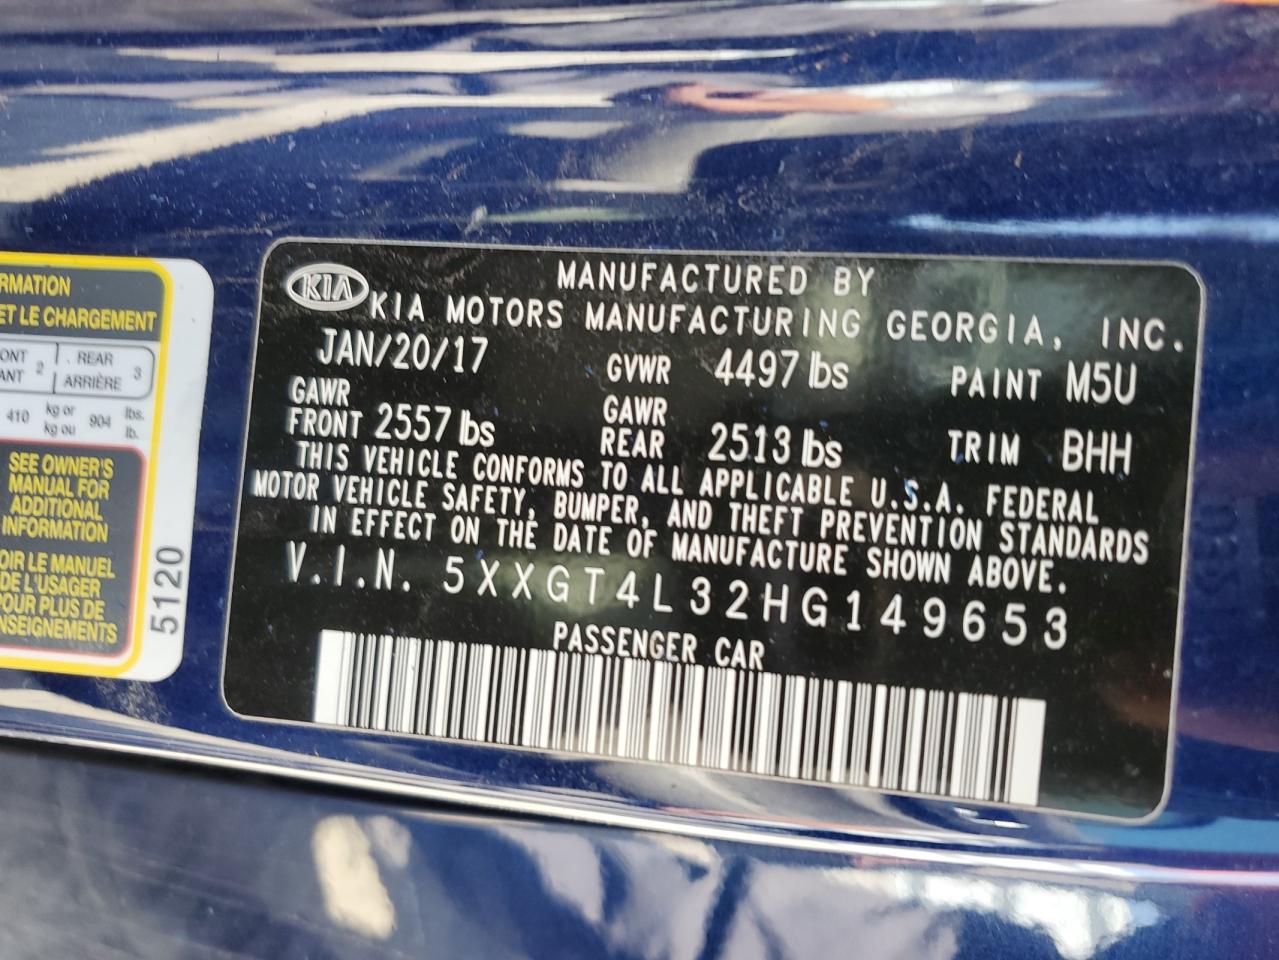 RMATION
ET LE CHARGEMENT
ONT 2 REAR 3
ANT ARRIÈRE
410 kg or 904 lbs.
kg ou lb.
SEE OWNER'S
MANUAL FOR
ADDITIONAL
INFORMATION
OIR LE MANUEL
DE L'USAGER
POUR PLUS DE
NSEIGNEMENTS
5120
KIA
MANUFACTURED BY
KIA MOTORS MANUFACTURING GEORGIA, INC.
JAN/20/17 GVWR 4497 lbs PAINT M5U
GAWR GAWR
FRONT 2557 lbs REAR 2513 lbs TRIM BHH
THIS VEHICLE CONFORMS TO ALL APPLICABLE U.S.A. FEDERAL
MOTOR VEHICLE SAFETY, BUMPER, AND THEFT PREVENTION STANDARDS
IN EFFECT ON THE DATE OF MANUFACTURE SHOWN ABOVE.
V.I.N. 5XXGT4L32HG149653
PASSENGER CAR